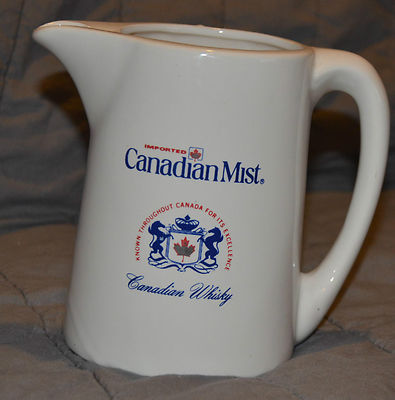 IMPORTED
Canadian Mist®
KNOWN THROUGHOUT CANADA FOR ITS EXCELLENCE
Canadian Whisky